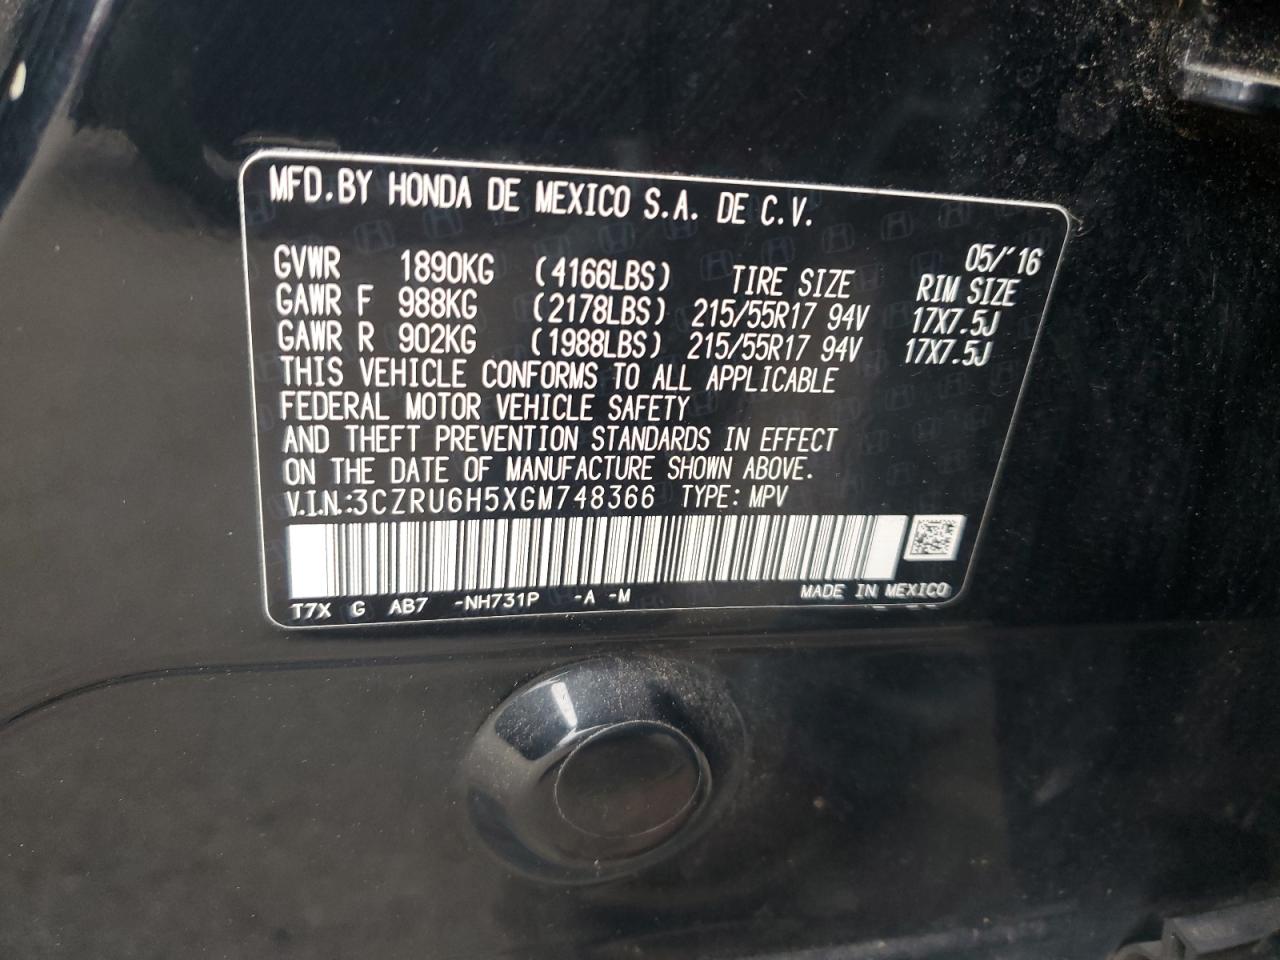 MFD.BY HONDA DE MEXICO S.A. DE C.V.
05/'16
GVWR 1890KG (4166LBS) TIRE SIZE RIM SIZE
GAWR F 988KG (2178LBS) 215/55R17 94V 17X7.5J
GAWR R 902KG (1988LBS) 215/55R17 94V 17X7.5J
THIS VEHICLE CONFORMS TO ALL APPLICABLE
FEDERAL MOTOR VEHICLE SAFETY
AND THEFT PREVENTION STANDARDS IN EFFECT
ON THE DATE OF MANUFACTURE SHOWN ABOVE.
V.I.N.:3CZRU6H5XGM748366 TYPE: MPV
T7X G AB7 -NH731P -A -M MADE IN MEXICO